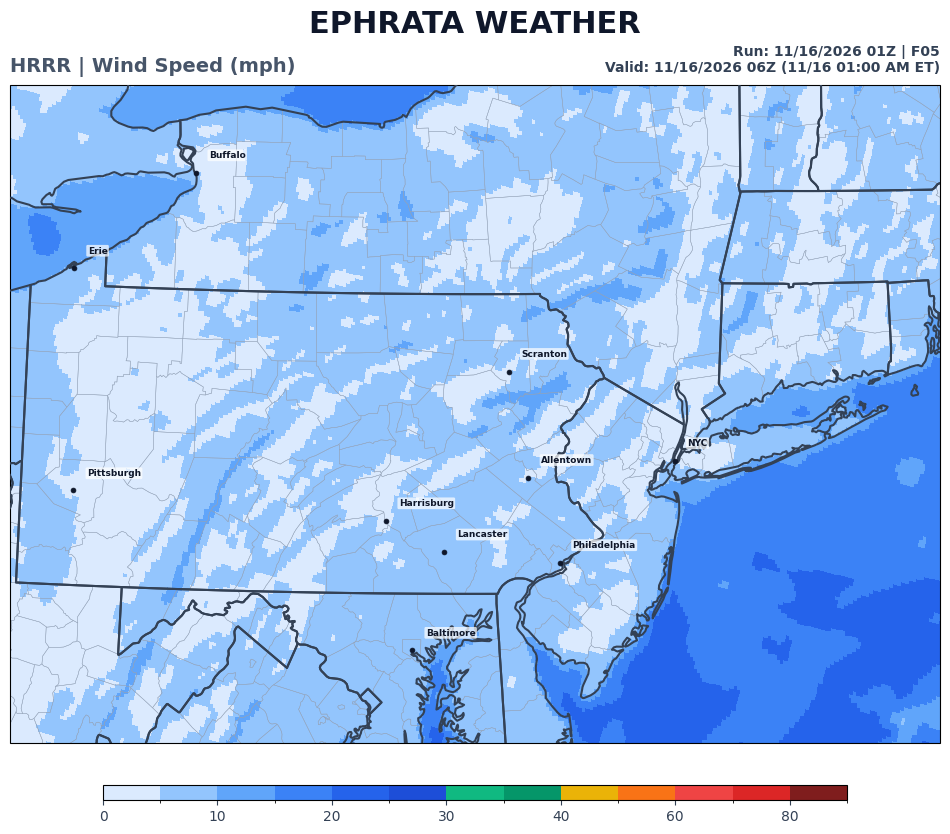 EPHRATA WEATHER
HRRR | Wind Speed (mph)
Run: 11/16/2026 01Z | F05
Valid: 11/16/2026 06Z (11/16 01:00 AM ET)
Buffalo
Erie
Scranton
NYC
Allentown
Pittsburgh
Harrisburg
Lancaster
Philadelphia
Baltimore
0 10 20 30 40 60 80